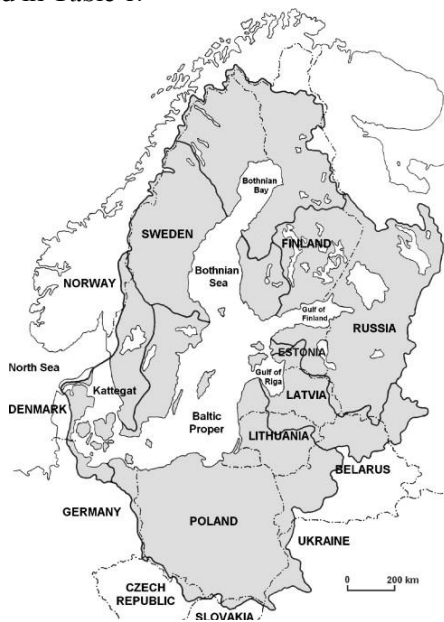 d in Table 1.
Bothnian
Bay
SWEDEN
FINLAND
NORWAY
Bothnian
Sea
Gulf of
Finland
RUSSIA
ESTONIA
North Sea
Kattegat
Gulf of
Riga
LATVIA
DENMARK
Baltic
Proper
LITHUANIA
BELARUS
GERMANY
POLAND
UKRAINE
CZECH
REPUBLIC
0 200 km
SLOVAKIA